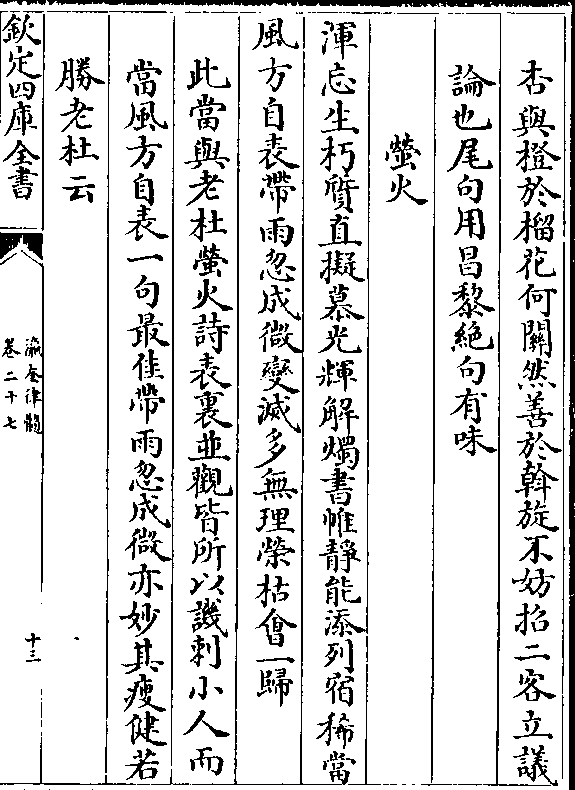 杏與橙於榴花何關然善於斡旋不妨招二客立議
論也尾句用昌黎絶句有味
螢火
渾忘生朽質直擬慕光輝解燭書帷靜能添列宿稀當
風方自表帶雨忽成微變滅多無理榮枯會一歸
此當與老杜螢火詩表裏並觀皆所以譏刺小人而
當風方自表一句最佳帶雨忽成微亦妙其瘦健若
勝老杜云
欽定四庫全書
瀛奎律髓
卷二十七
十三